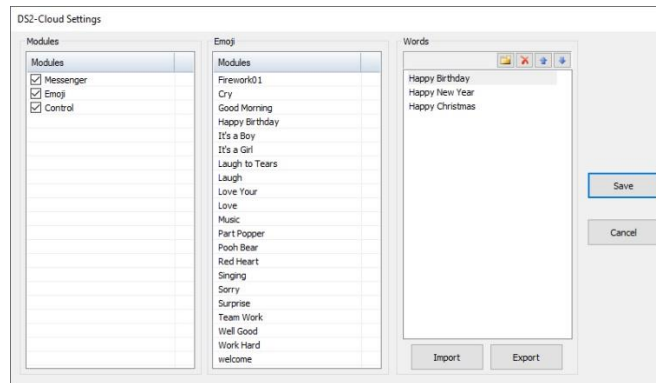 DS2-Cloud Settings
Modules
Modules
Messenger
Emoji
Control
Emoji
Modules
Firework01
Cry
Good Morning
Happy Birthday
It's a Boy
It's a Girl
Laugh to Tears
Laugh
Love Your
Love
Music
Part Popper
Pooh Bear
Red Heart
Singing
Sorry
Surprise
Team Work
Well Good
Work Hard
welcome
Words
Happy Birthday
Happy New Year
Happy Christmas
Import
Export
Save
Cancel